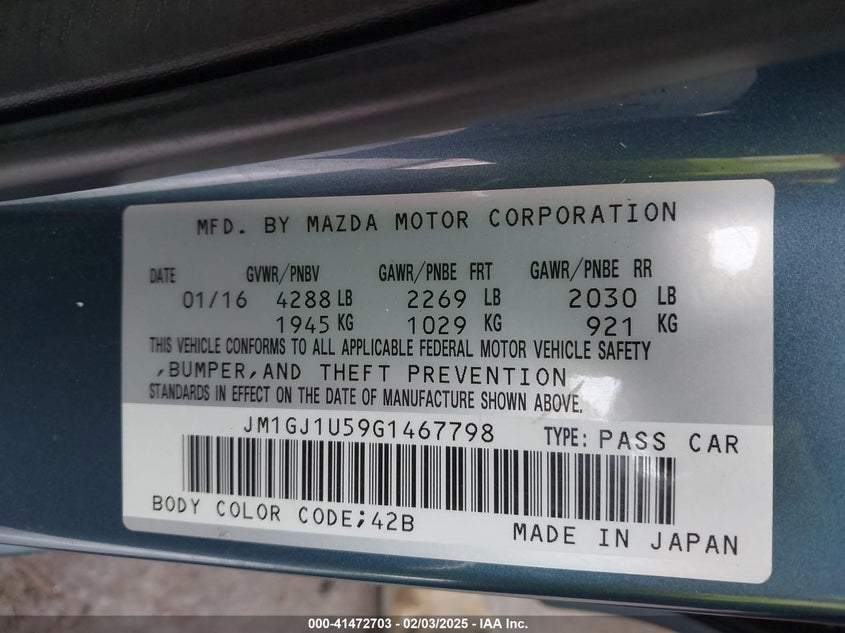 MFD. BY MAZDA MOTOR CORPORATION
DATE GVWR/PNBV GAWR/PNBE FRT GAWR/PNBE RR
01/16 4288 LB 2269 LB 2030 LB
1945 KG 1029 KG 921 KG
THIS VEHICLE CONFORMS TO ALL APPLICABLE FEDERAL MOTOR VEHICLE SAFETY
,BUMPER,AND THEFT PREVENTION
STANDARDS IN EFFECT ON THE DATE OF MANUFACTURE SHOWN ABOVE.
JM1GJ1U59G1467798 TYPE: PASS CAR
BODY COLOR CODE;42B
MADE IN JAPAN
000-41472703 - 02/03/2025 - IAA Inc.